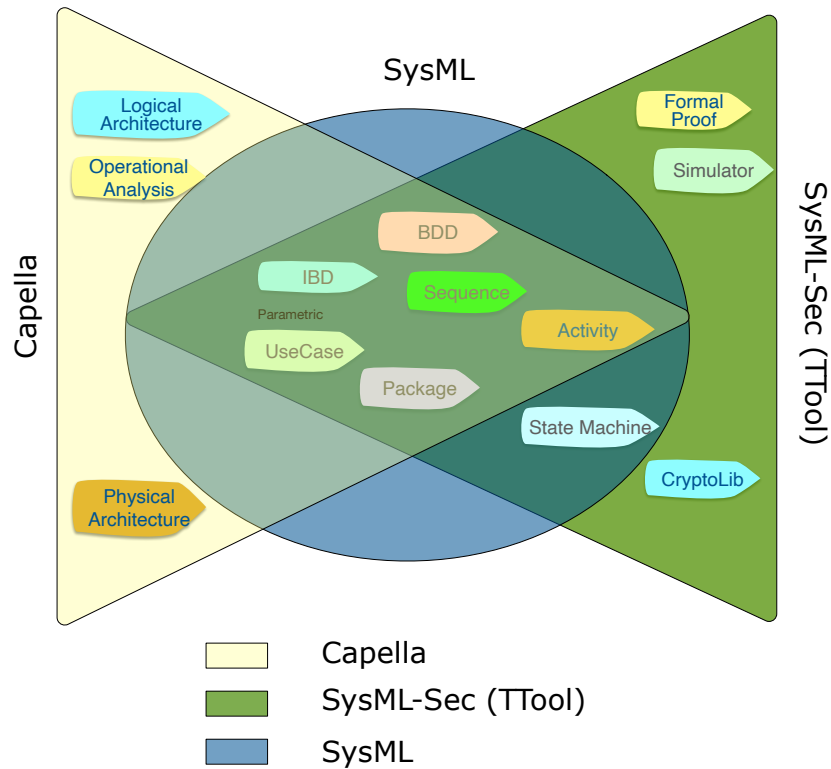 SysML
Logical
Architecture
Formal
Proof
Operational
Analysis
Simulator
BDD
IBD
Sequence
Parametric
Activity
UseCase
Package
State Machine
CryptoLib
Physical
Architecture
Capella
SysML-Sec (TTool)
Capella
SysML-Sec (TTool)
SysML